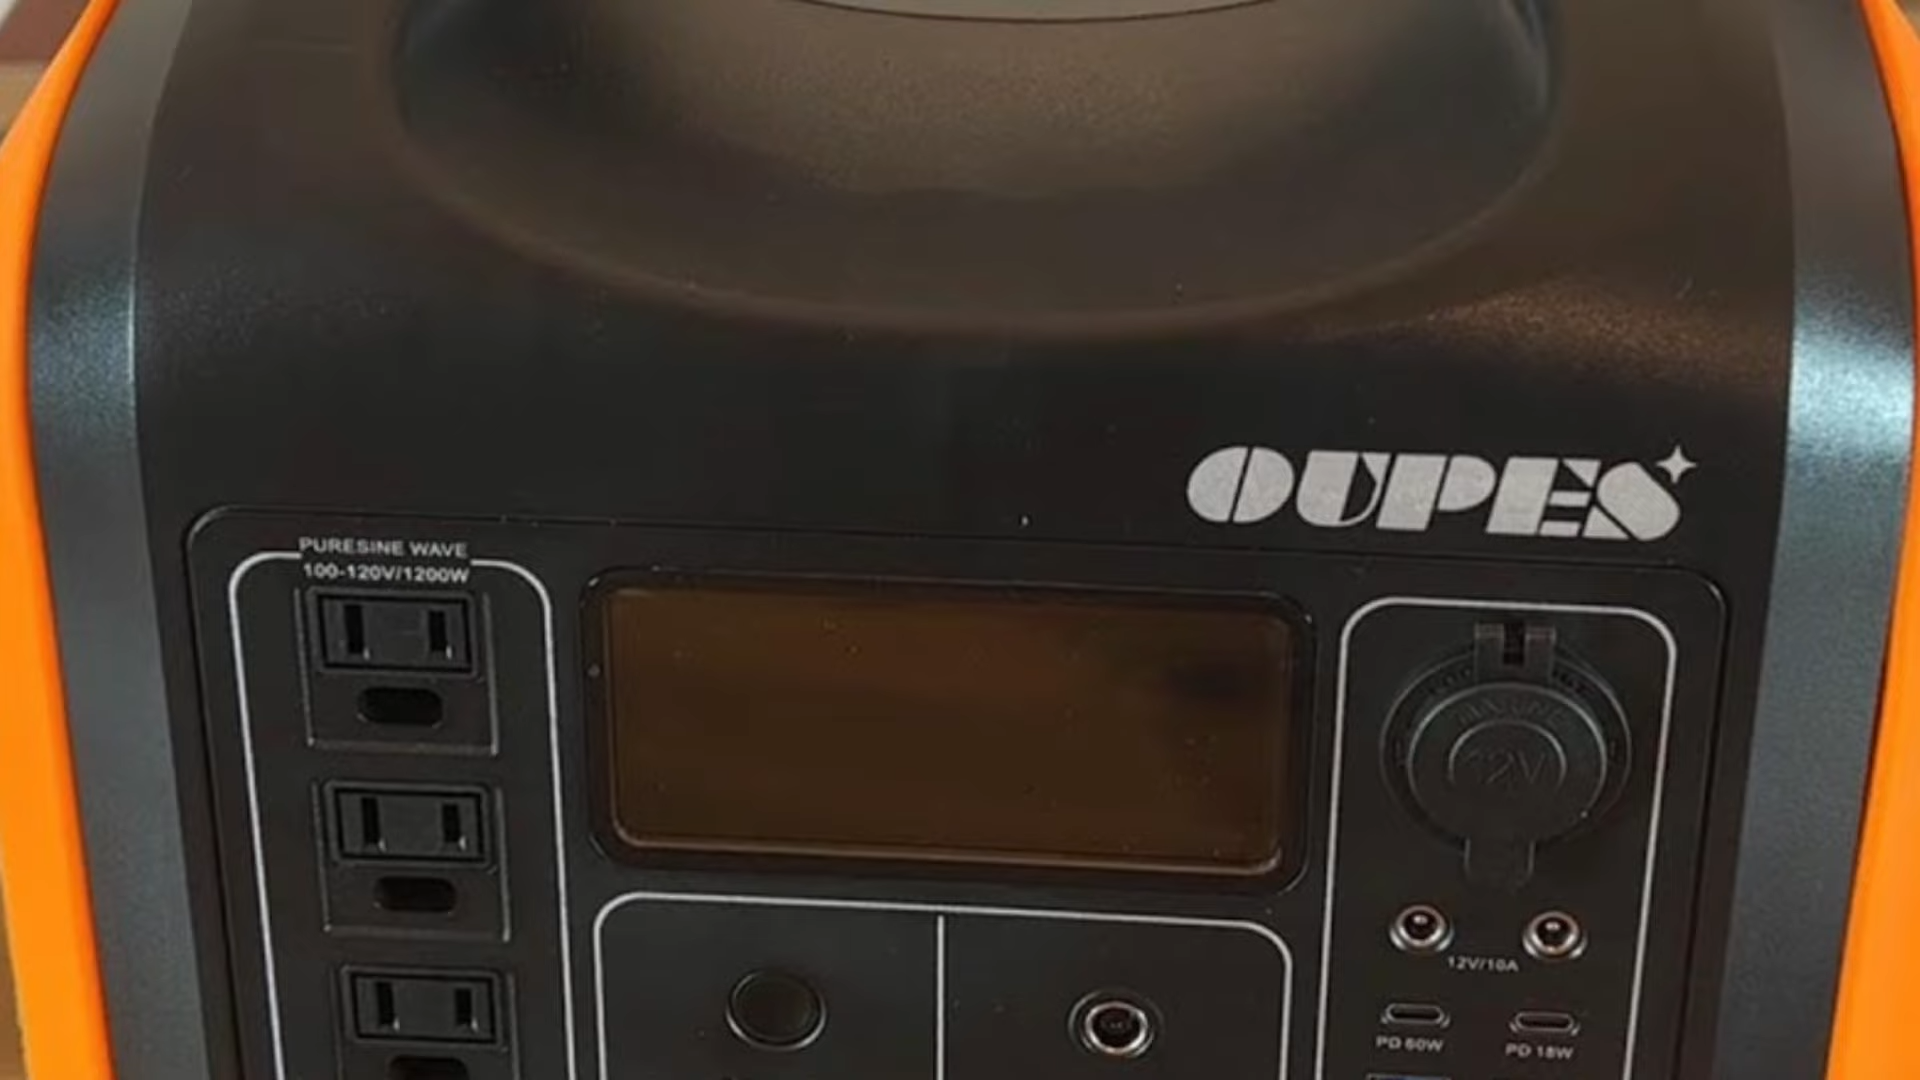 OUPES
PURESINE WAVE
100-120V/1200W
12V
12V/10A
PD 60W
PD 18W